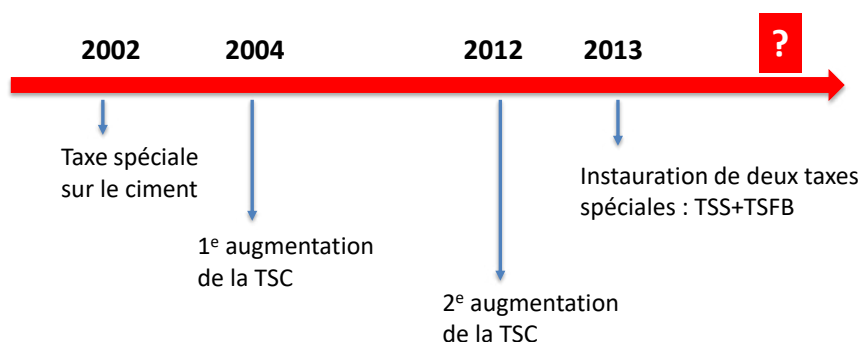 2002 2004 2012 2013 ?
Taxe spéciale
sur le ciment
1e augmentation
de la TSC
2e augmentation
de la TSC
Instauration de deux taxes
spéciales : TSS+TSFB